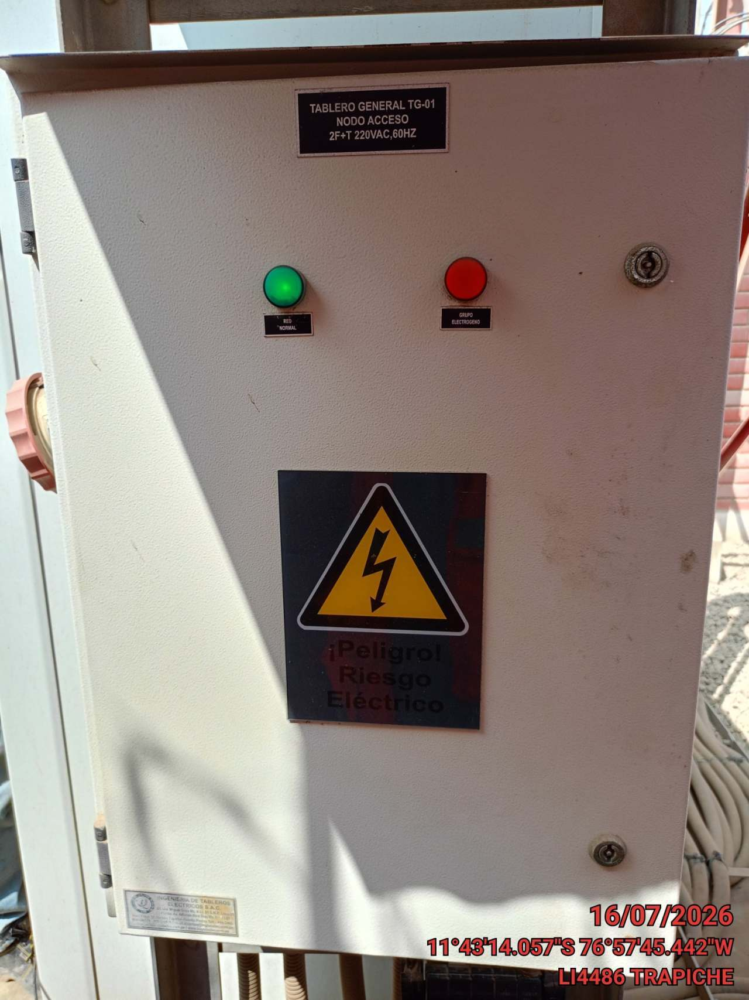 TABLERO GENERAL TG-01
NODO ACCESO
2F+T 220VAC,60HZ
RED
"NORMAL"
GRUPO
ELECTROGENO
¡Peligro!
Riesgo
Eléctrico
INGENIERIA DE TABLEROS
ELECTRICOS S.A.C.
16/07/2026
11°43'14.057"S 76°57'45.442"W
LI4486 TRAPICHE